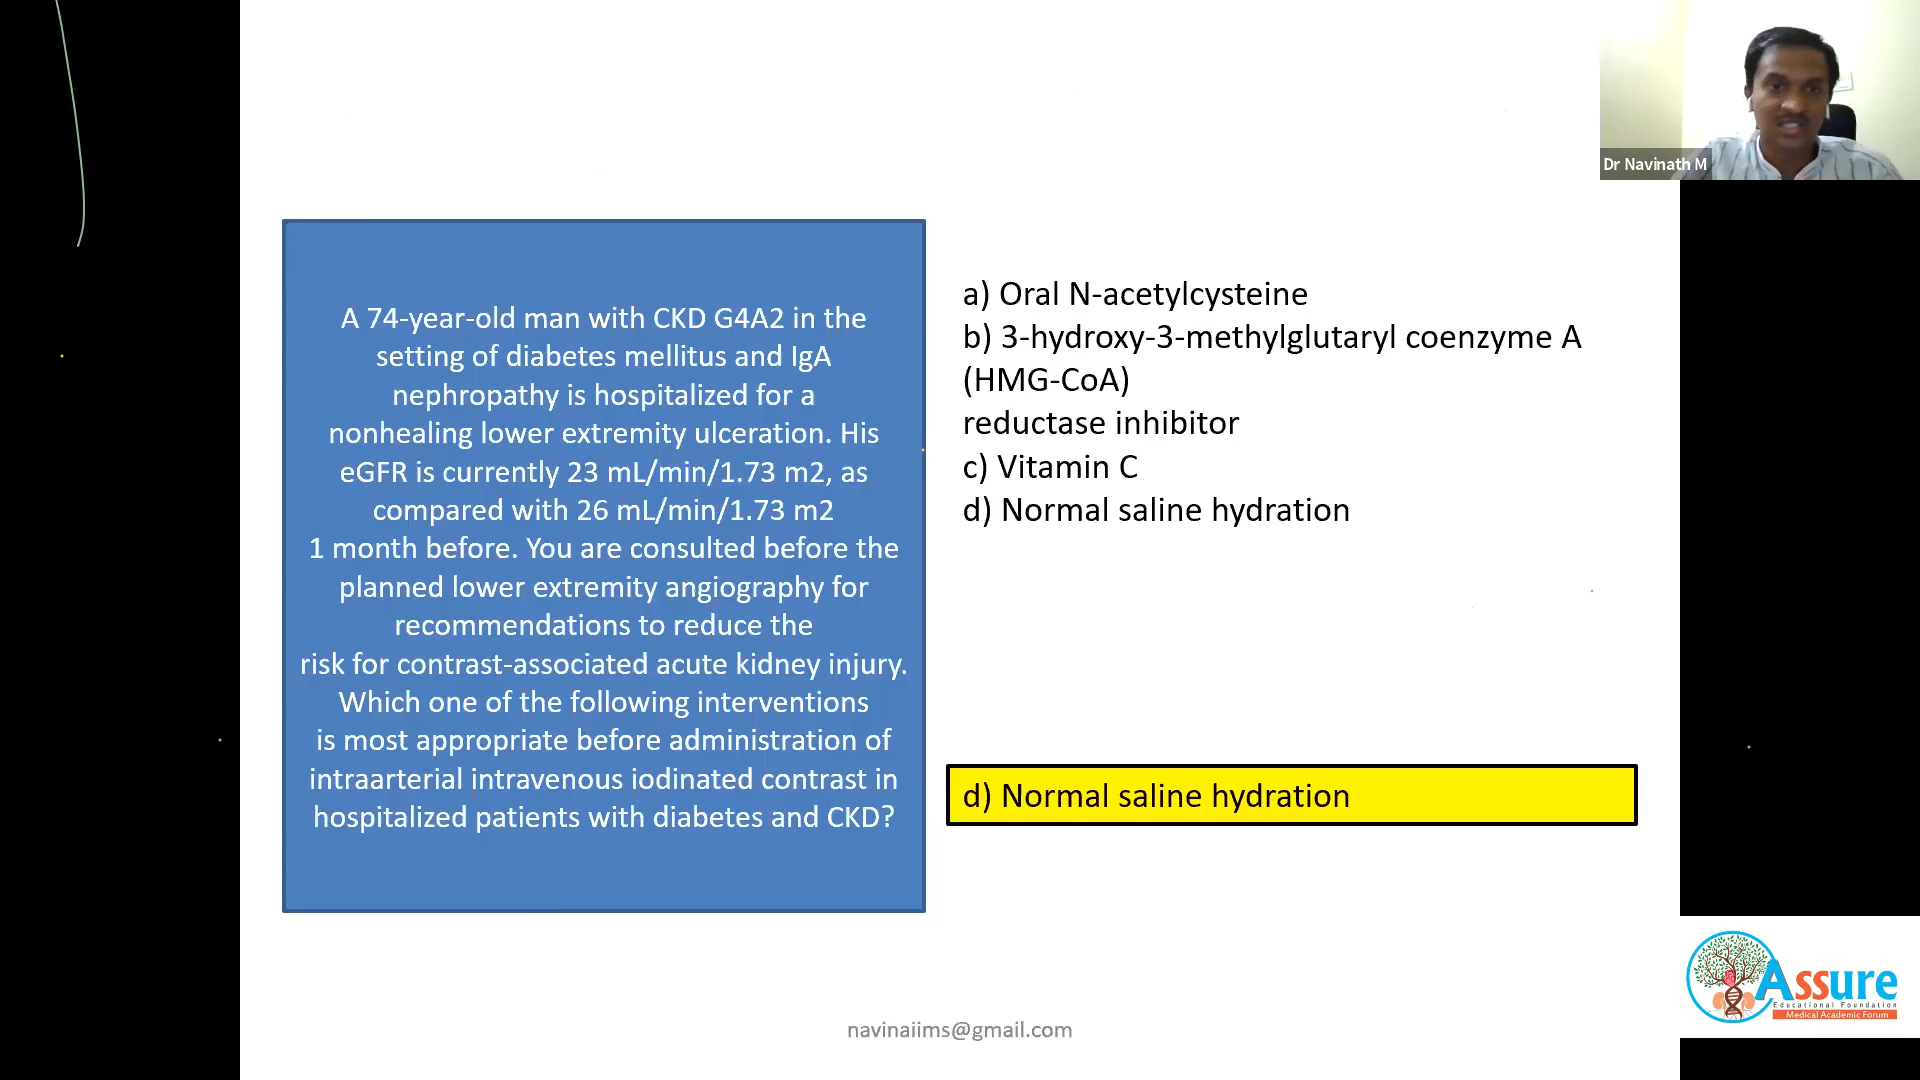 Dr Navinath M
A 74-year-old man with CKD G4A2 in the
setting of diabetes mellitus and IgA
nephropathy is hospitalized for a
nonhealing lower extremity ulceration. His
eGFR is currently 23 mL/min/1.73 m2, as
compared with 26 mL/min/1.73 m2
1 month before. You are consulted before the
planned lower extremity angiography for
recommendations to reduce the
risk for contrast-associated acute kidney injury.
Which one of the following interventions
is most appropriate before administration of
intraarterial intravenous iodinated contrast in
hospitalized patients with diabetes and CKD?
a) Oral N-acetylcysteine
b) 3-hydroxy-3-methylglutaryl coenzyme A
(HMG-CoA)
reductase inhibitor
c) Vitamin C
d) Normal saline hydration
d) Normal saline hydration
Assure
Educational Foundation
Medical Academic Forum
navinaiims@gmail.com